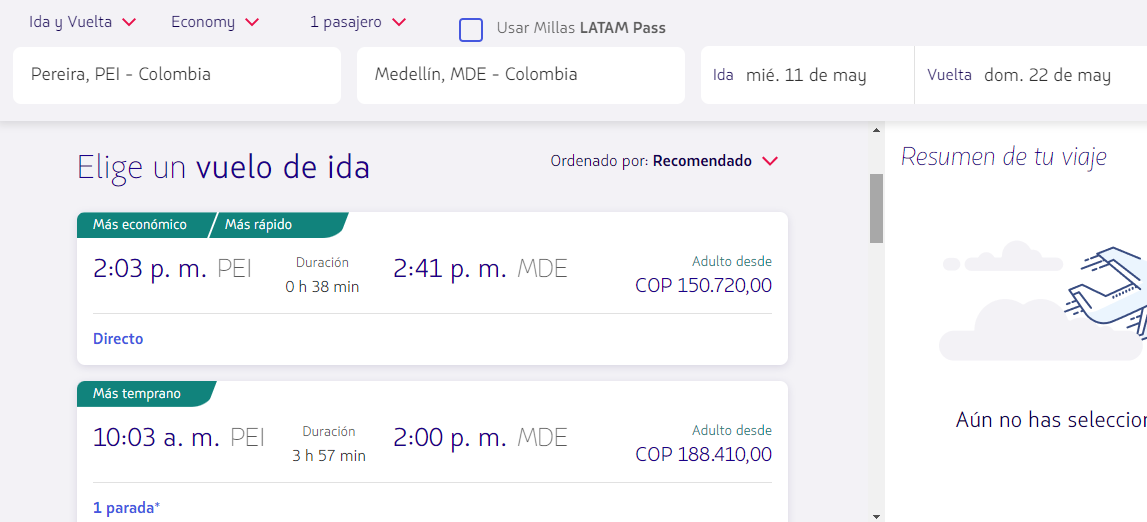 Ida y Vuelta Economy 1 pasajero Usar Millas LATAM Pass
Pereira, PEI - Colombia Medellín, MDE - Colombia Ida mié. 11 de may Vuelta dom. 22 de may
Elige un vuelo de ida
Ordenado por: Recomendado
Más económico Más rápido
2:03 p. m. PEI
Duración
0 h 38 min
2:41 p. m. MDE
Adulto desde
COP 150.720,00
Directo
Más temprano
10:03 a. m. PEI
Duración
3 h 57 min
2:00 p. m. MDE
Adulto desde
COP 188.410,00
1 parada*
Resumen de tu viaje
Aún no has